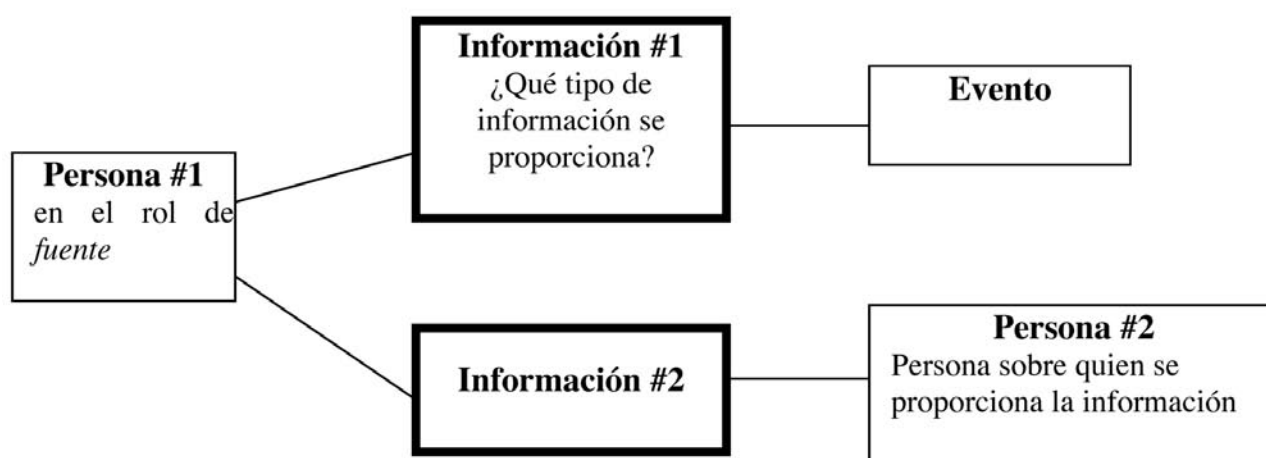 Información #1
¿Qué tipo de
información se
proporciona?
Evento
Persona #1
en el rol de
fuente
Información #2
Persona #2
Persona sobre quien se
proporciona la información